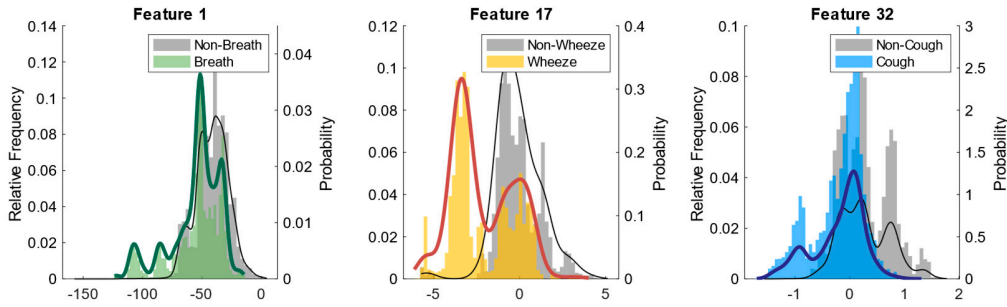 Feature 1
0.14
0.12
0.1
0.08
0.06
0.04
0.02
0
Relative Frequency
Non-Breath
Breath
0.04
0.03
0.02
0.01
0
Probability
-150 -100 -50 0
Feature 17
0.12
0.1
0.08
0.06
0.04
0.02
0
Non-Wheeze
Wheeze
0.4
0.3
0.2
0.1
0
Probability
-5 0 5
Feature 32
0.1
0.08
0.06
0.04
0.02
0
Relative Frequency
Non-Cough
Cough
3
2.5
2
1.5
1
0.5
0
Probability
-1 0 1 2